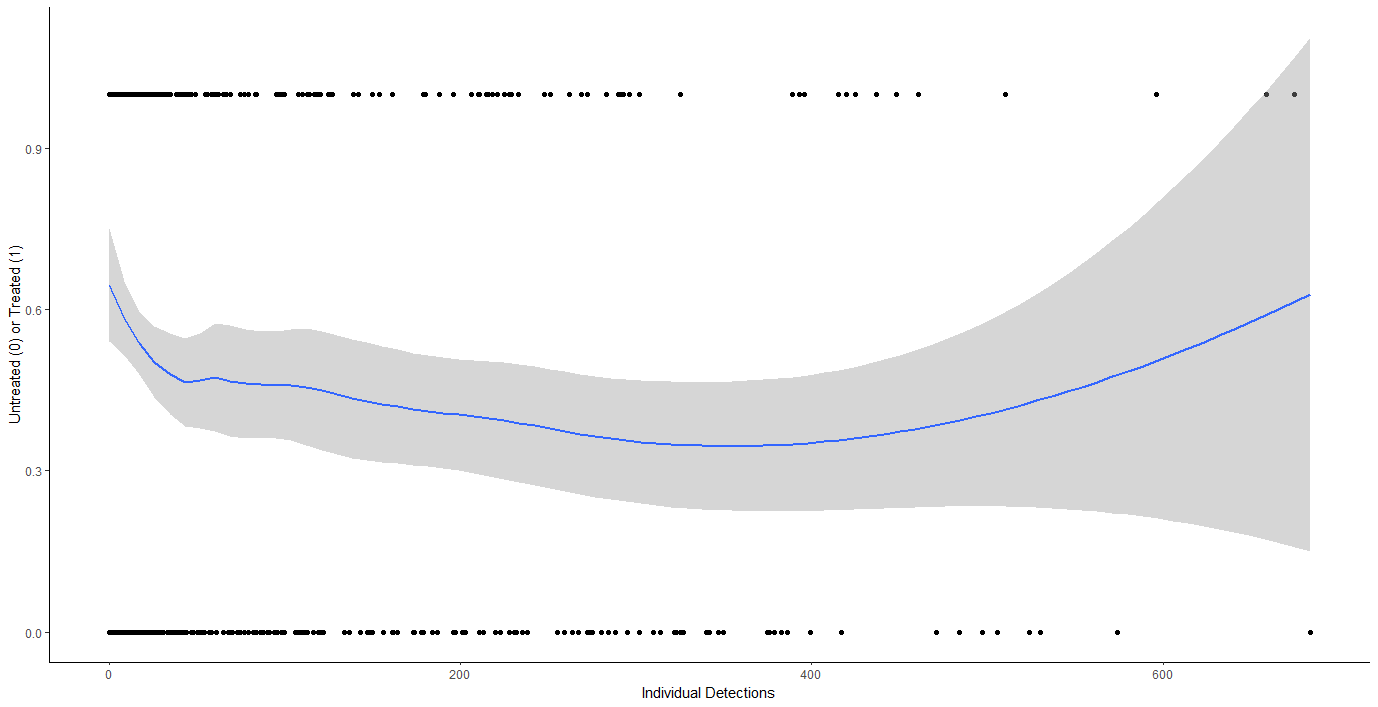 Untreated (0) or Treated (1)
0.9
0.6
0.3
0.0
0 200 400 600
Individual Detections